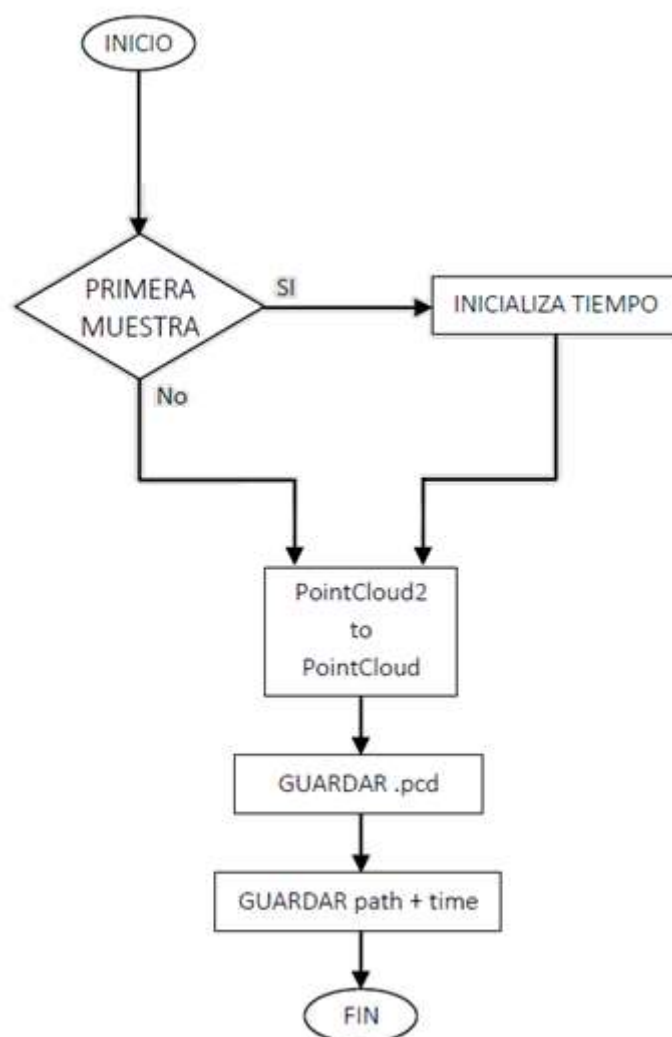 INICIO
PRIMERA
MUESTRA
SI
INICIALIZA TIEMPO
No
PointCloud2
to
PointCloud
GUARDAR .pcd
GUARDAR path + time
FIN